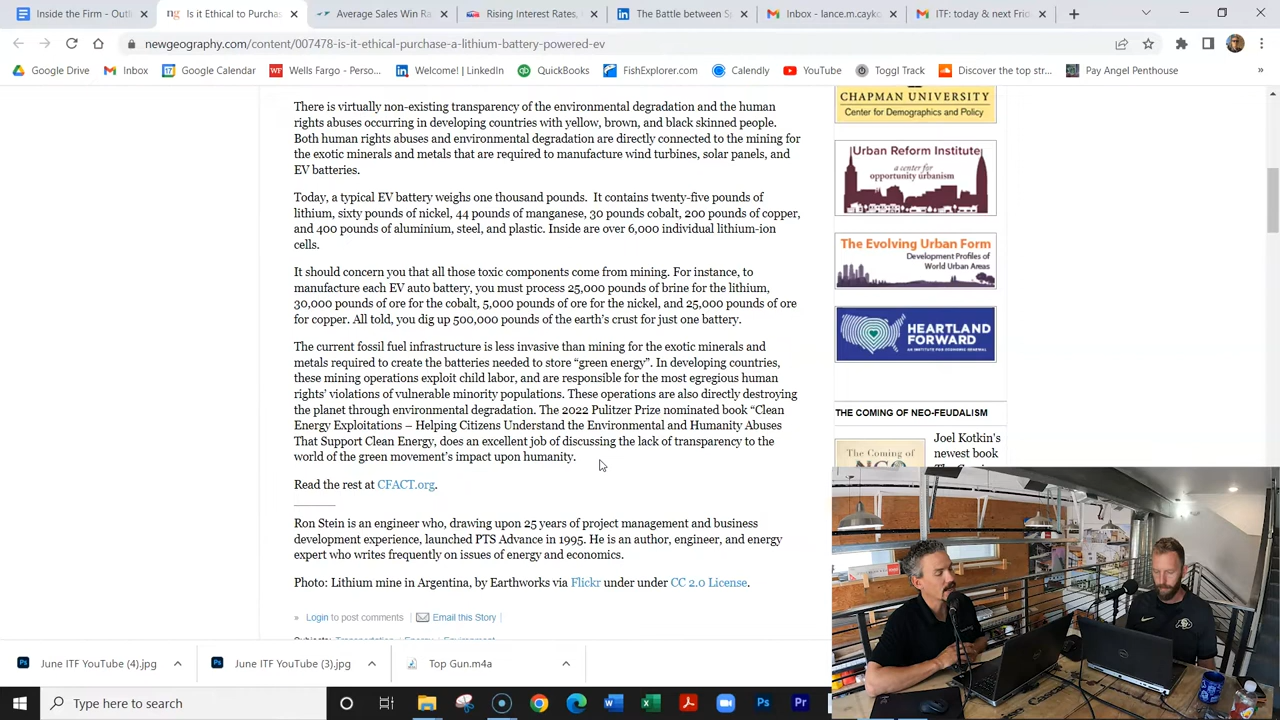 Inside the Firm: Outli
Is it Ethical to Purchas
Average Sales Win Ra
Rising Interest Rates,
The Battle between S
Inbox - lance.m.cayko
ITF: today & next Frid
newgeography.com/content/007478-is-it-ethical-purchase-a-lithium-battery-powered-ev
Google Drive
Inbox
Google Calendar
Wells Fargo - Perso...
Welcome! | LinkedIn
QuickBooks
FishExplorer.com
Calendly
YouTube
Toggl Track
Discover the top str...
Pay Angel Penthouse
»
There is virtually non-existing transparency of the environmental degradation and the human
rights abuses occurring in developing countries with yellow, brown, and black skinned people.
Both human rights abuses and environmental degradation are directly connected to the mining for
the exotic minerals and metals that are required to manufacture wind turbines, solar panels, and
EV batteries.
Today, a typical EV battery weighs one thousand pounds.  It contains twenty-five pounds of
lithium, sixty pounds of nickel, 44 pounds of manganese, 30 pounds cobalt, 200 pounds of copper,
and 400 pounds of aluminium, steel, and plastic. Inside are over 6,000 individual lithium-ion
cells.
It should concern you that all those toxic components come from mining. For instance, to
manufacture each EV auto battery, you must process 25,000 pounds of brine for the lithium,
30,000 pounds of ore for the cobalt, 5,000 pounds of ore for the nickel, and 25,000 pounds of ore
for copper. All told, you dig up 500,000 pounds of the earth's crust for just one battery.
The current fossil fuel infrastructure is less invasive than mining for the exotic minerals and
metals required to create the batteries needed to store “green energy”. In developing countries,
these mining operations exploit child labor, and are responsible for the most egregious human
rights’ violations of vulnerable minority populations. These operations are also directly destroying
the planet through environmental degradation. The 2022 Pulitzer Prize nominated book “Clean
Energy Exploitations – Helping Citizens Understand the Environmental and Humanity Abuses
That Support Clean Energy, does an excellent job of discussing the lack of transparency to the
world of the green movement’s impact upon humanity.
Read the rest at CFACT.org.
Ron Stein is an engineer who, drawing upon 25 years of project management and business
development experience, launched PTS Advance in 1995. He is an author, engineer, and energy
expert who writes frequently on issues of energy and economics.
Photo: Lithium mine in Argentina, by Earthworks via Flickr under under CC 2.0 License.
» Login to post comments | Email this Story |
Subjects: Transportation | Energy | Environment
CHAPMAN UNIVERSITY
Center for Demographics and Policy
Urban Reform Institute
a center for
opportunity urbanism
The Evolving Urban Form
Development Profiles of
World Urban Areas
HEARTLAND
FORWARD
AN INSTITUTE FOR ECONOMIC RENEWAL
THE COMING OF NEO-FEUDALISM
The Coming of
Joel Kotkin's
newest book
June ITF YouTube (4).jpg
June ITF YouTube (3).jpg
Top Gun.m4a
Type here to search